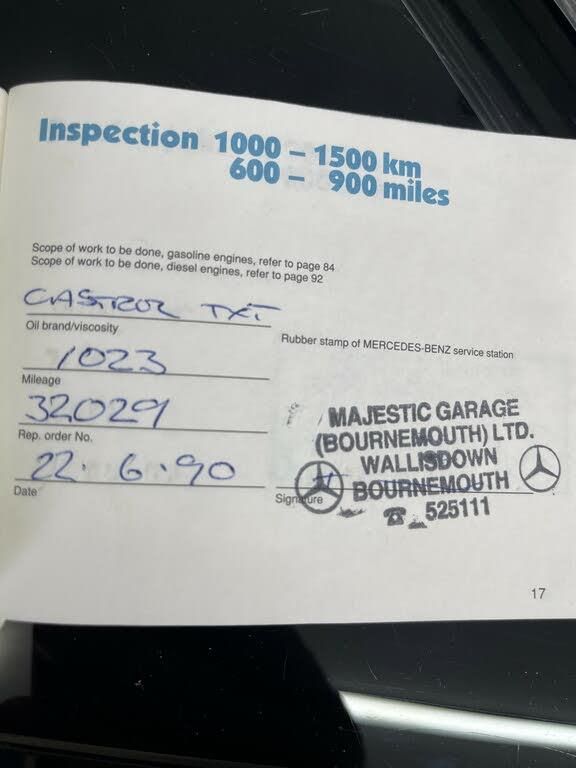 Inspection 1000 – 1500 km
600 – 900 miles
Scope of work to be done, gasoline engines, refer to page 84
Scope of work to be done, diesel engines, refer to page 92
CASTROL TXT
Oil brand/viscosity
1023
Mileage
32029
Rep. order No.
22.6.90
Date
Rubber stamp of MERCEDES-BENZ service station
MAJESTIC GARAGE
(BOURNEMOUTH) LTD.
WALLISDOWN
BOURNEMOUTH
☎ 525111
Signature
17